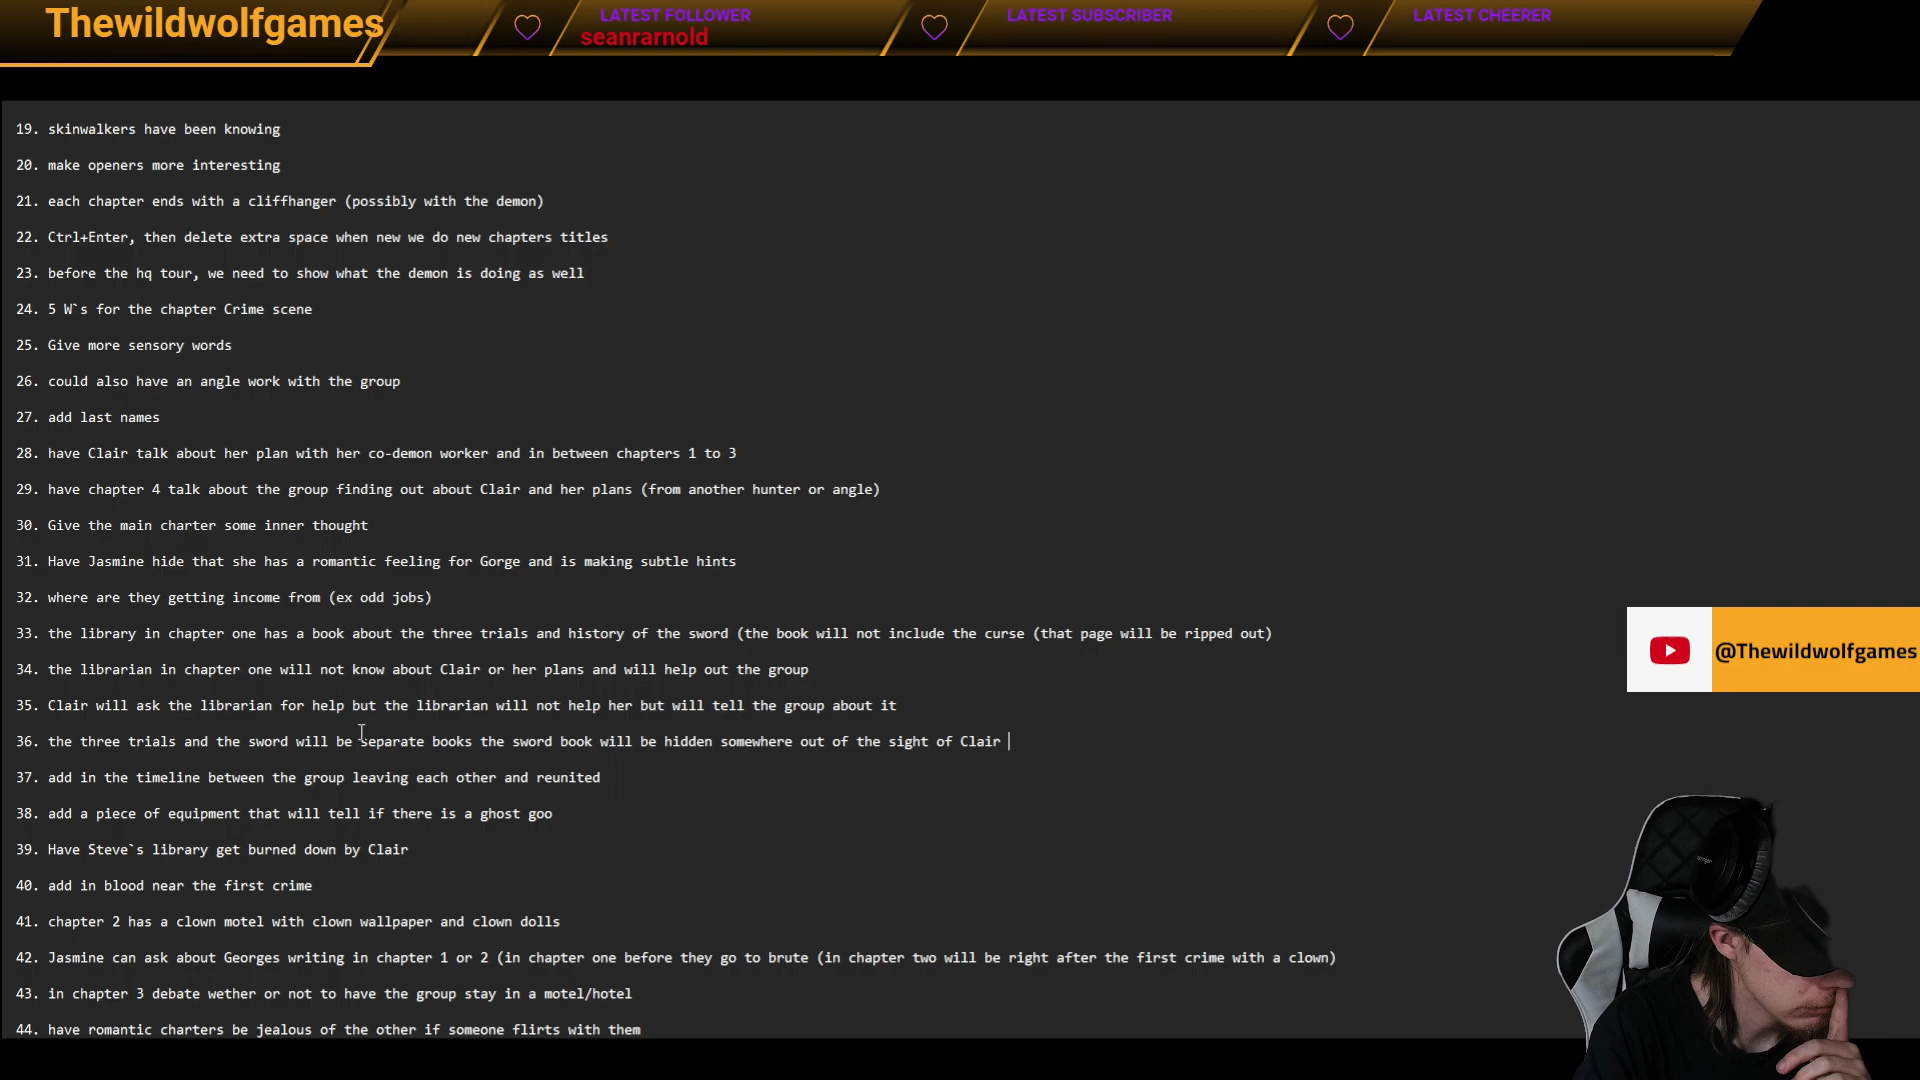 Thewildwolfgames
LATEST FOLLOWER
seanrarnold
LATEST SUBSCRIBER
LATEST CHEERER
19. skinwalkers have been knowing
20. make openers more interesting
21. each chapter ends with a cliffhanger (possibly with the demon)
22. Ctrl+Enter, then delete extra space when new we do new chapters titles
23. before the hq tour, we need to show what the demon is doing as well
24. 5 W`s for the chapter Crime scene
25. Give more sensory words
26. could also have an angle work with the group
27. add last names
28. have Clair talk about her plan with her co-demon worker and in between chapters 1 to 3
29. have chapter 4 talk about the group finding out about Clair and her plans (from another hunter or angle)
30. Give the main charter some inner thought
31. Have Jasmine hide that she has a romantic feeling for Gorge and is making subtle hints
32. where are they getting income from (ex odd jobs)
33. the library in chapter one has a book about the three trials and history of the sword (the book will not include the curse (that page will be ripped out)
34. the librarian in chapter one will not know about Clair or her plans and will help out the group
35. Clair will ask the librarian for help but the librarian will not help her but will tell the group about it
36. the three trials and the sword will be separate books the sword book will be hidden somewhere out of the sight of Clair
37. add in the timeline between the group leaving each other and reunited
38. add a piece of equipment that will tell if there is a ghost goo
39. Have Steve`s library get burned down by Clair
40. add in blood near the first crime
41. chapter 2 has a clown motel with clown wallpaper and clown dolls
42. Jasmine can ask about Georges writing in chapter 1 or 2 (in chapter one before they go to brute (in chapter two will be right after the first crime with a clown)
43. in chapter 3 debate wether or not to have the group stay in a motel/hotel
44. have romantic charters be jealous of the other if someone flirts with them
@Thewildwolfgames